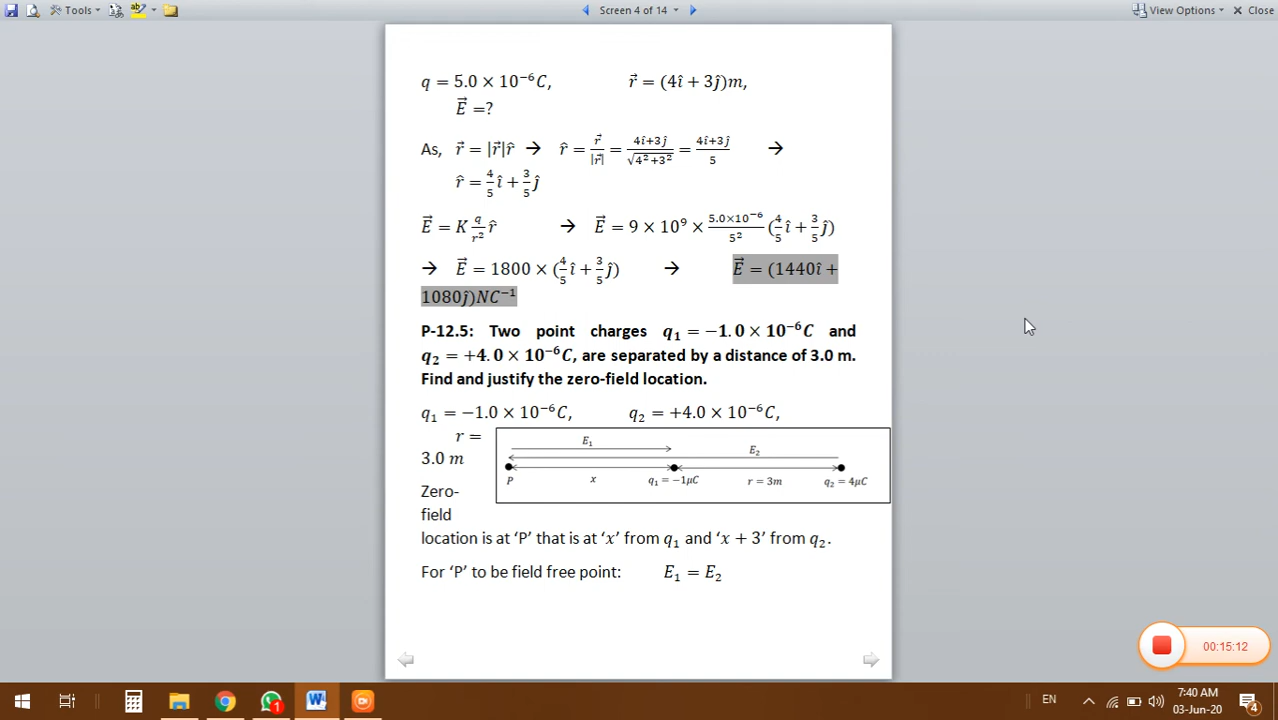 Tools
Screen 4 of 14
View Options
Close
q = 5.0 × 10⁻⁶C, r⃗ = (4î + 3ĵ)m,
E⃗ =?
As, r⃗ = |r⃗|r̂ → r̂ = r⃗/|r⃗| = (4î+3ĵ)/√(4²+3²) = (4î+3ĵ)/5 →
r̂ = 4/5 î + 3/5 ĵ
E⃗ = K q/r² r̂ → E⃗ = 9 × 10⁹ × (5.0×10⁻⁶)/5² (4/5 î + 3/5 ĵ)
→ E⃗ = 1800 × (4/5 î + 3/5 ĵ) → E⃗ = (1440î +
1080ĵ)NC⁻¹
P-12.5: Two point charges q₁ = −1.0 × 10⁻⁶C and
q₂ = +4.0 × 10⁻⁶C, are separated by a distance of 3.0 m.
Find and justify the zero-field location.
q₁ = −1.0 × 10⁻⁶C, q₂ = +4.0 × 10⁻⁶C,
r =
3.0 m
E₁
E₂
P x q₁ = −1μC r = 3m q₂ = 4μC
Zero-
field
location is at ‘P’ that is at ‘x’ from q₁ and ‘x + 3’ from q₂.
For ‘P’ to be field free point: E₁ = E₂
00:15:12
1
EN
7:40 AM
03-Jun-20
4